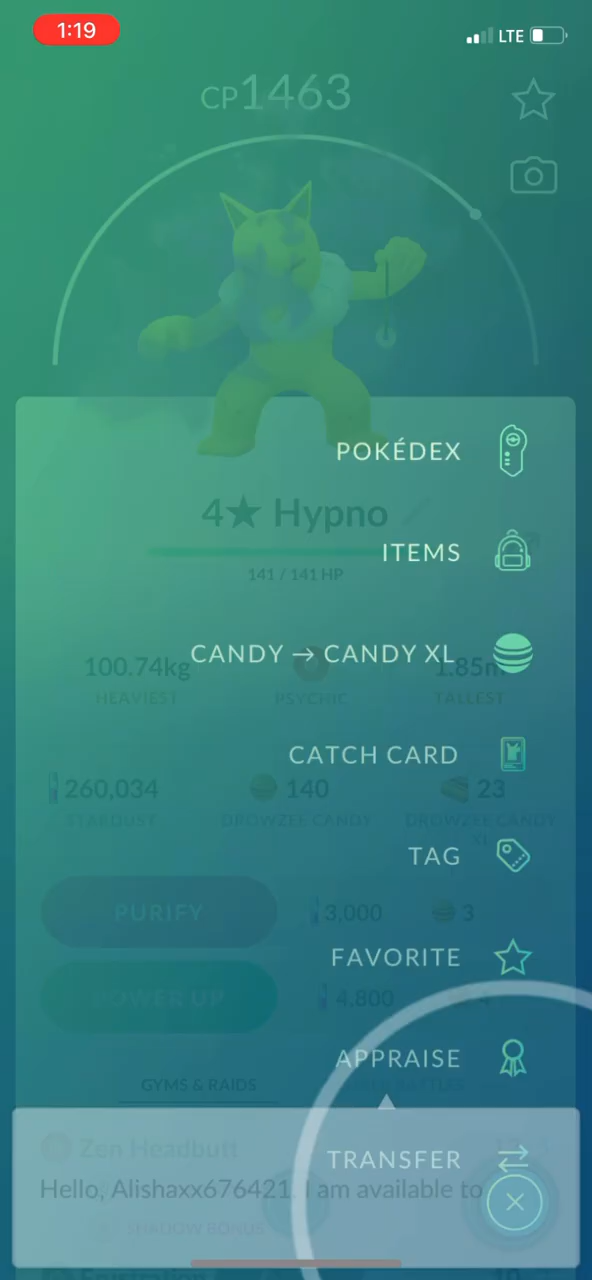 1:19
LTE
CP1463
POKÉDEX
4★ Hypno
ITEMS
141 / 141 HP
CANDY → CANDY XL
100.74kg 1.85m
HEAVIEST PSYCHIC TALLEST
CATCH CARD
260,034 140 23
STARDUST DROWZEE CANDY DROWZEE CANDY XL
TAG
PURIFY 3,000 3
FAVORITE
POWER UP 4,800
APPRAISE
GYMS & RAIDS BATTLES
Zen Headbutt
TRANSFER
Hello, Alishaxx676421. I am available to
SHADOW BONUS
Frustration